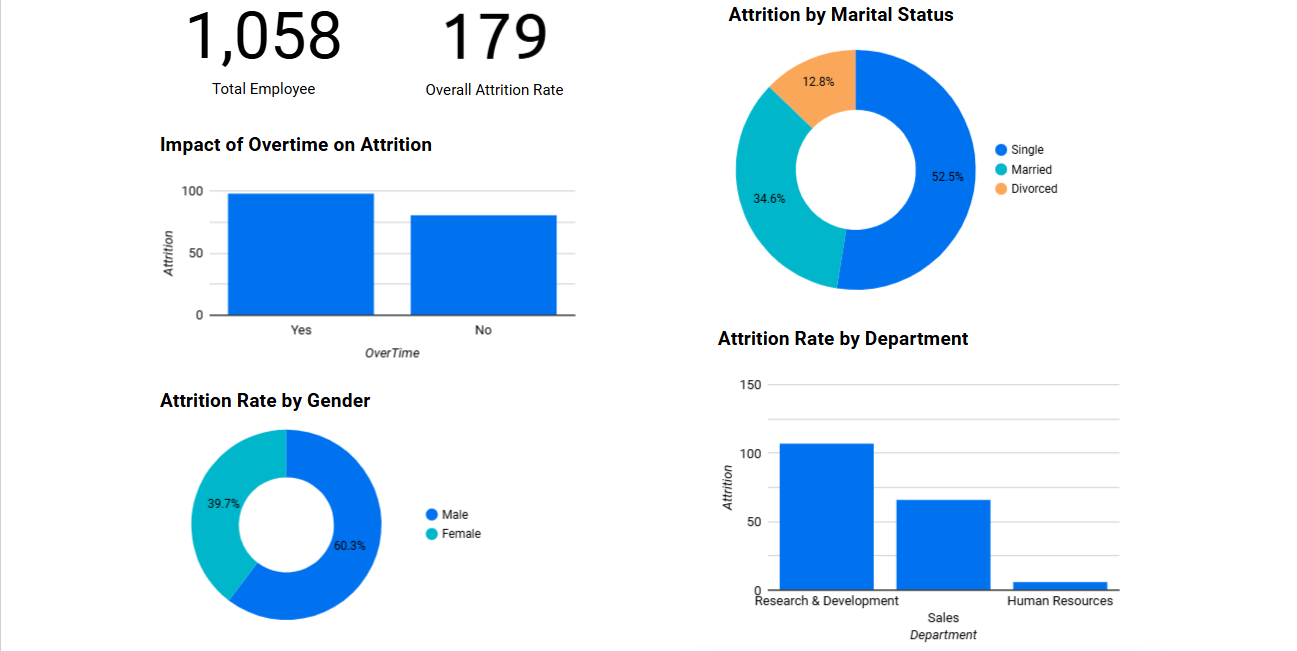 1,058
Total Employee
179
Overall Attrition Rate
Impact of Overtime on Attrition
100
50
0
Attrition
Yes
No
OverTime
Attrition Rate by Gender
39.7%
60.3%
Male
Female
Attrition by Marital Status
12.8%
52.5%
34.6%
Single
Married
Divorced
Attrition Rate by Department
150
100
50
0
Attrition
Research & Development
Sales
Human Resources
Department